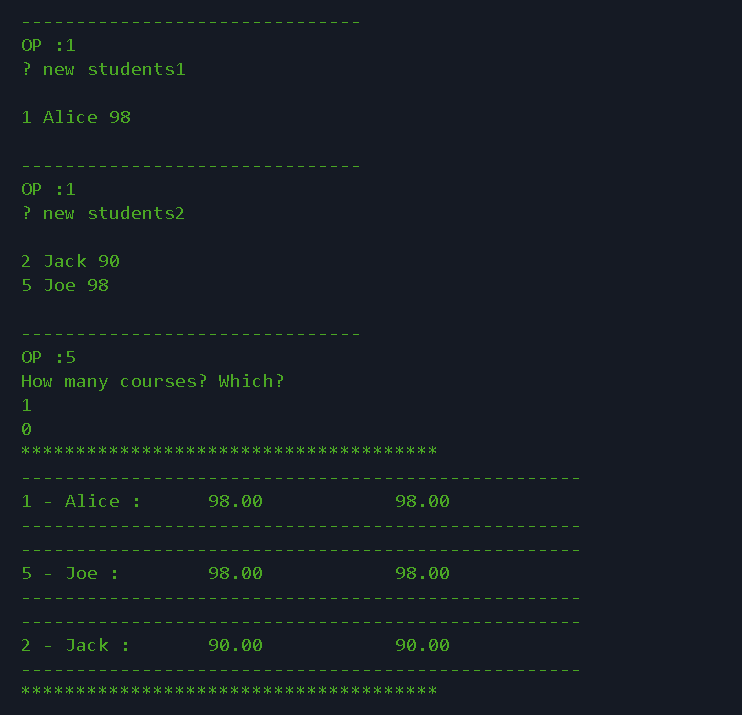 -------------------------------
OP :1
? new students1
1 Alice 98
-------------------------------
OP :1
? new students2
2 Jack 90
5 Joe 98
-------------------------------
OP :5
How many courses? Which?
1
0
**************************************
---------------------------------------------------
1 - Alice :      98.00            98.00
---------------------------------------------------
---------------------------------------------------
5 - Joe :        98.00            98.00
---------------------------------------------------
---------------------------------------------------
2 - Jack :       90.00            90.00
---------------------------------------------------
**************************************